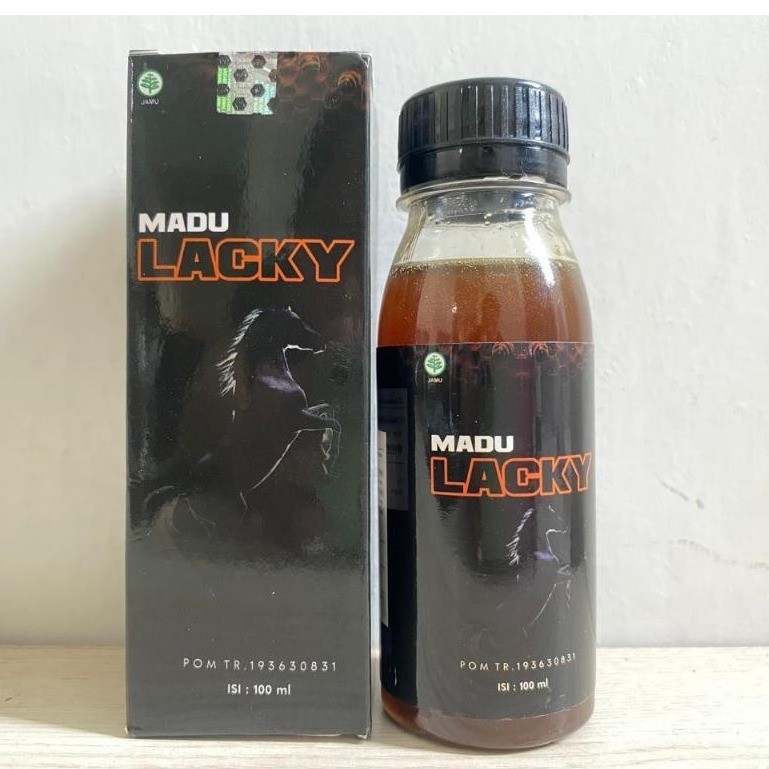 JAMU
MADU
LACKY
POM TR.193630831
ISI : 100 ml
JAMU
MADU
LACKY
POM TR.193630831
ISI : 100 ml